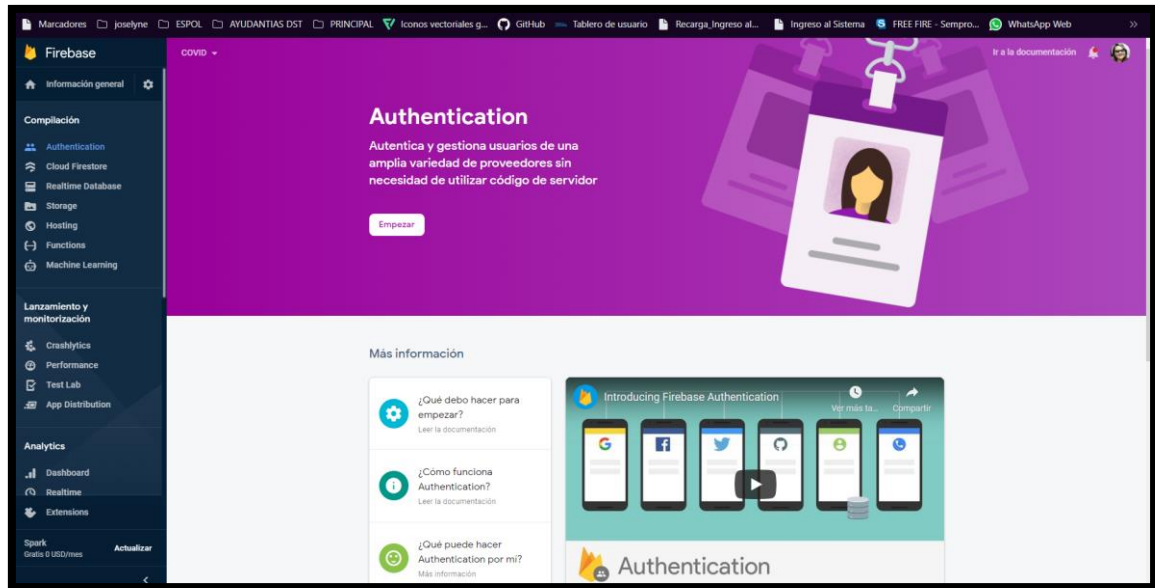 Marcadores joselyne ESPOL AYUDANTIAS DST PRINCIPAL Iconos vectoriales g... GitHub Tablero de usuario Recarga_Ingreso al... Ingreso al Sistema FREE FIRE - Sempro... WhatsApp Web »
Firebase
COVID
Ir a la documentación
Información general
Compilación
Authentication
Cloud Firestore
Realtime Database
Storage
Hosting
Functions
Machine Learning
Lanzamiento y
monitorización
Crashlytics
Performance
Test Lab
App Distribution
Analytics
Dashboard
Realtime
Extensions
Spark
Gratis 0 USD/mes
Actualizar
Authentication
Autentica y gestiona usuarios de una
amplia variedad de proveedores sin
necesidad de utilizar código de servidor
Empezar
Más información
¿Qué debo hacer para
empezar?
Leer la documentación
¿Cómo funciona
Authentication?
Leer la documentación
¿Qué puede hacer
Authentication por mí?
Más información
Introducing Firebase Authentication
Ver más ta...
Compartir
Authentication